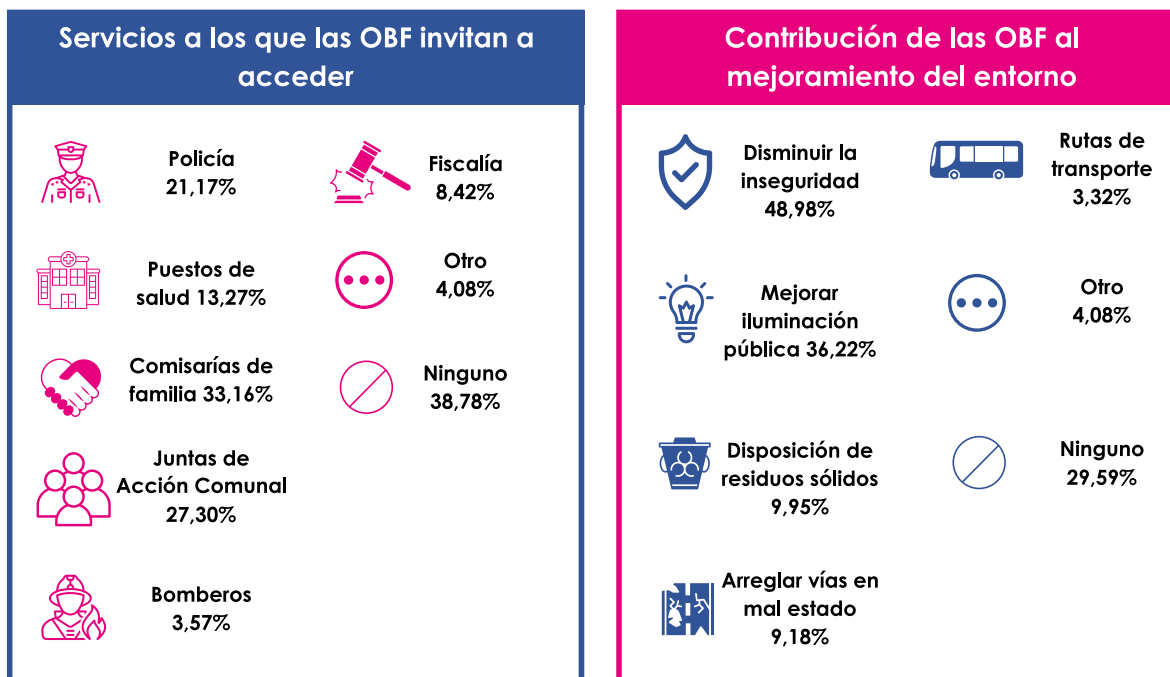 Servicios a los que las OBF invitan a
acceder
Policía
21,17%
Puestos de
salud 13,27%
Comisarías de
familia 33,16%
Juntas de
Acción Comunal
27,30%
Bomberos
3,57%
Fiscalía
8,42%
Otro
4,08%
Ninguno
38,78%
Contribución de las OBF al
mejoramiento del entorno
Disminuir la
inseguridad
48,98%
Mejorar
iluminación
pública 36,22%
Disposición de
residuos sólidos
9,95%
Arreglar vías en
mal estado
9,18%
Rutas de
transporte
3,32%
Otro
4,08%
Ninguno
29,59%